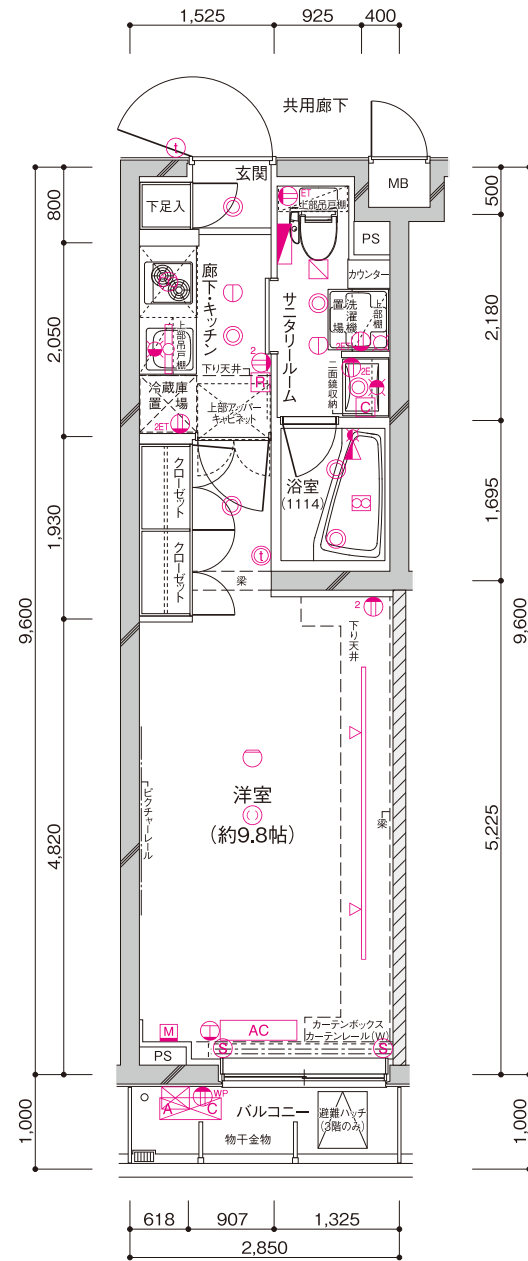 1,525
925
400
共用廊下
t
玄関
MB
800
500
下足入
ET
上部吊戸棚
PS
カウンター
廊下・キッチン
サニタリールーム
洗濯機置場
上部棚
2E
2,050
2,180
上部吊戸棚
2
下り天井
R
冷蔵庫置場
2ET
上部アッパーキャビネット
二面鏡収納
2E
C
クローゼット
クローゼット
浴室
(1114)
1,930
1,695
t
梁
9,600
9,600
2
下り天井
洋室
(約9.8帖)
ピクチャーレール
梁
4,820
5,225
M
AC
カーテンボックス
カーテンレール(W)
S
S
PS
A
C
WP
バルコニー
避難ハッチ
(3階のみ)
物干金物
1,000
1,000
618
907
1,325
2,850